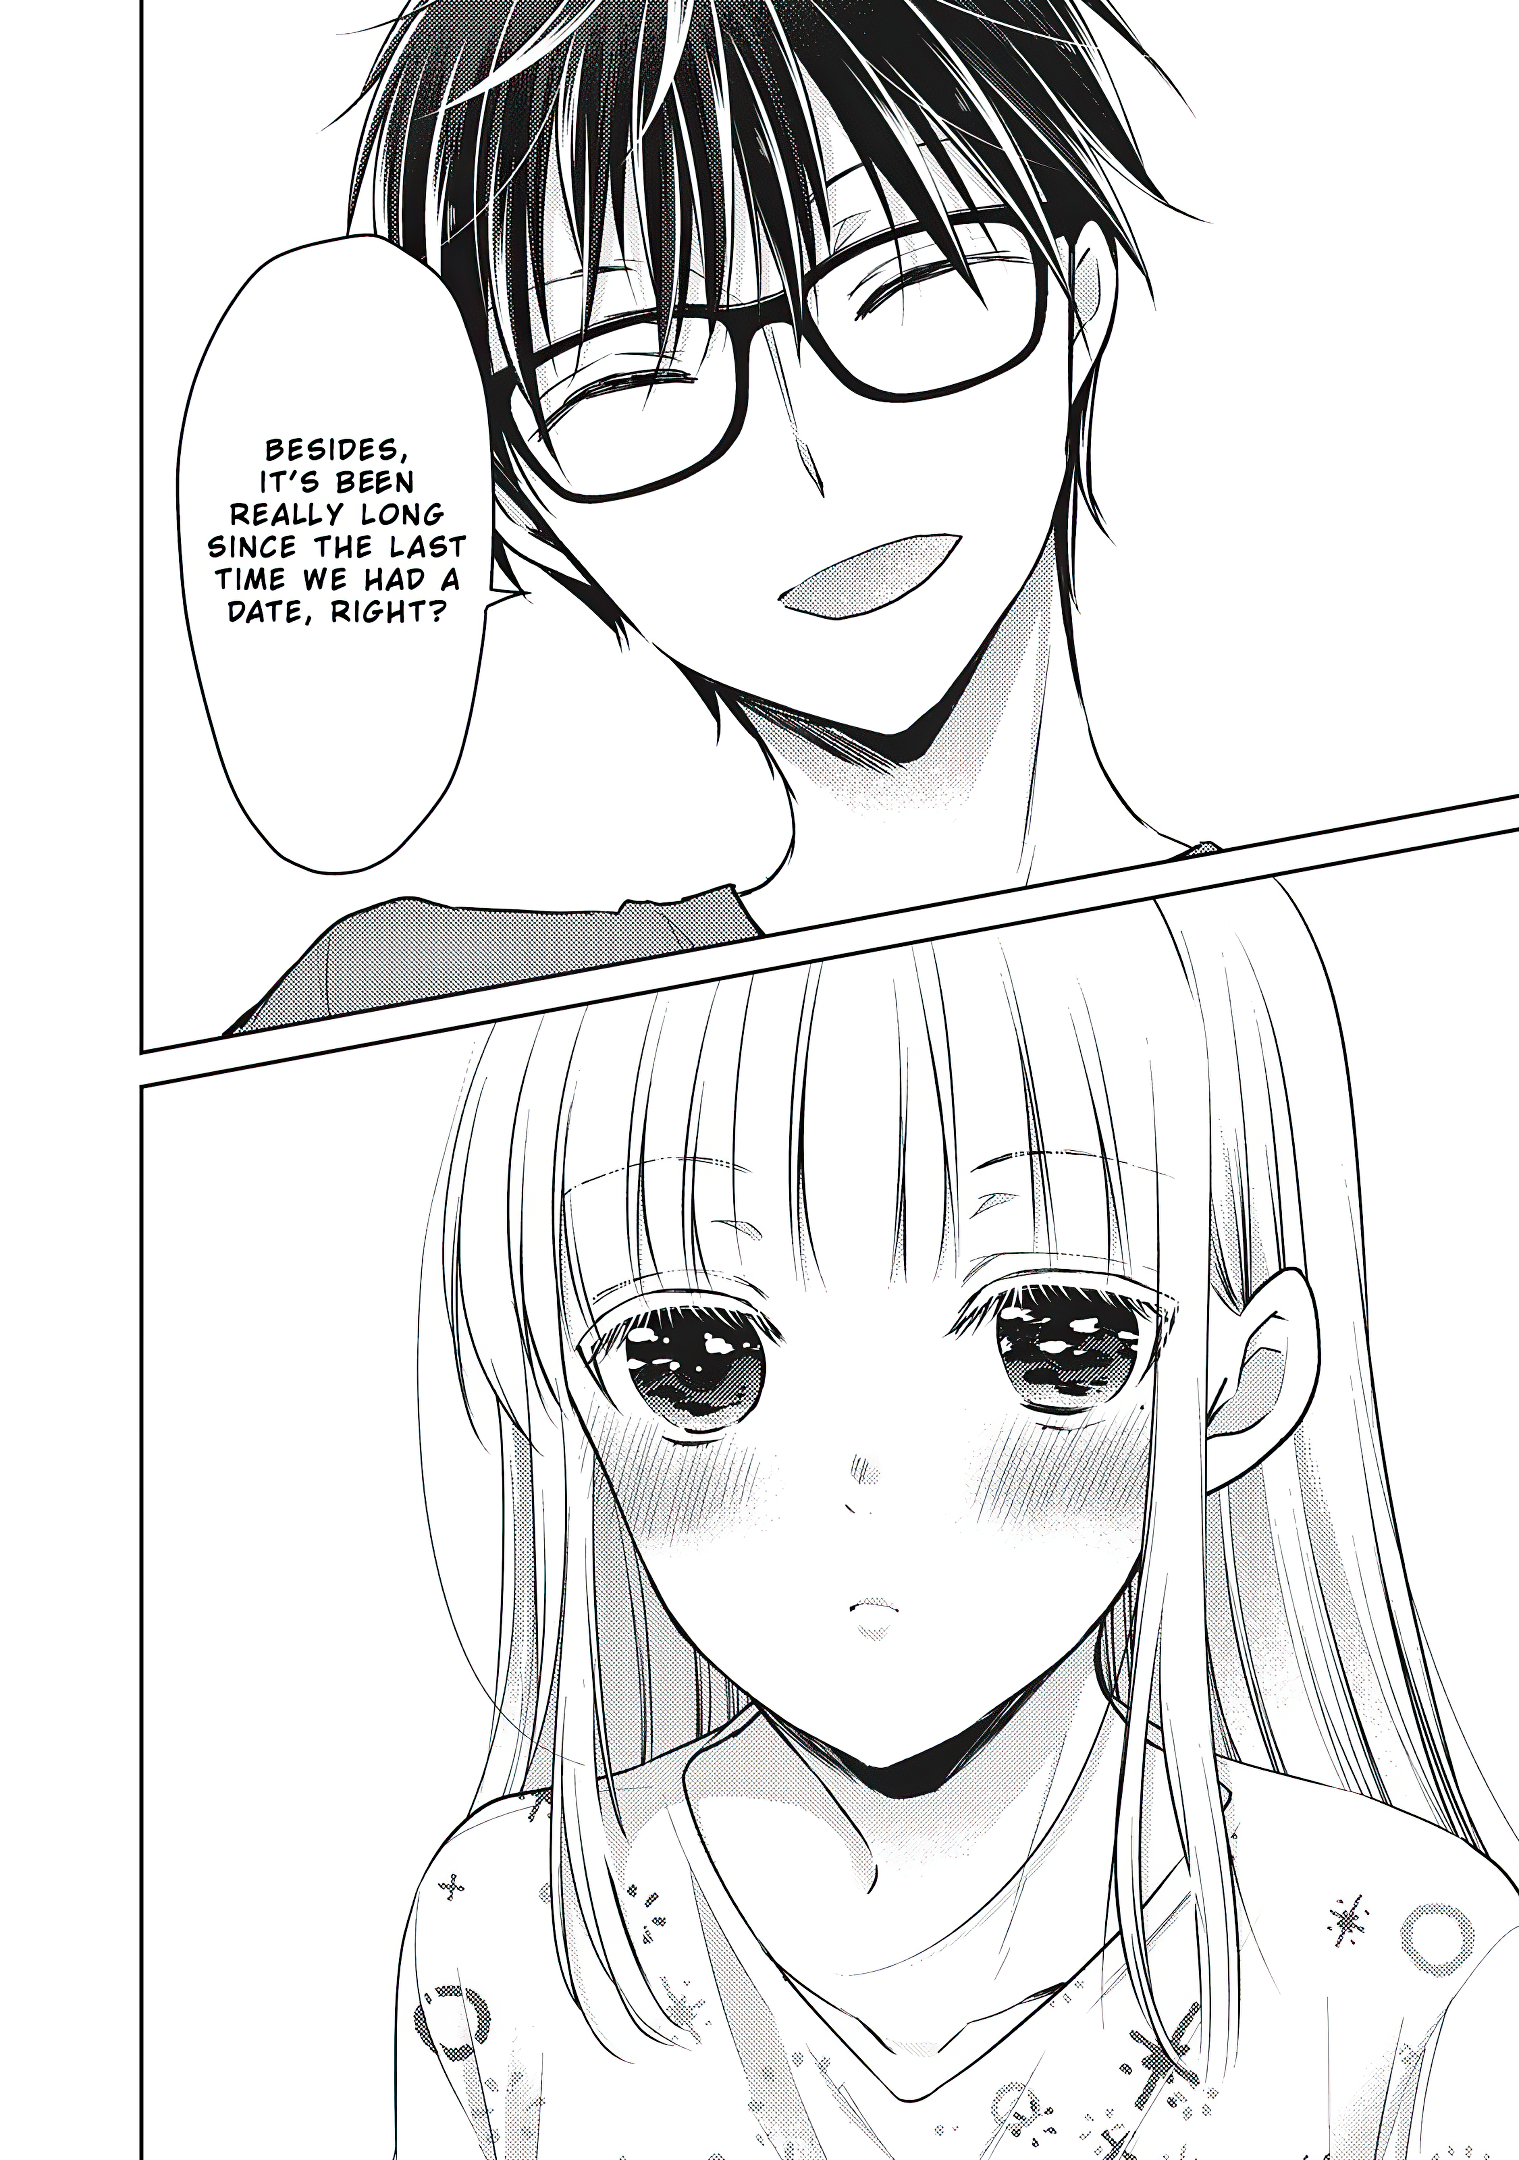 BESIDES,
IT'S BEEN
REALLY LONG
SINCE THE LAST
TIME WE HAD A
DATE, RIGHT?